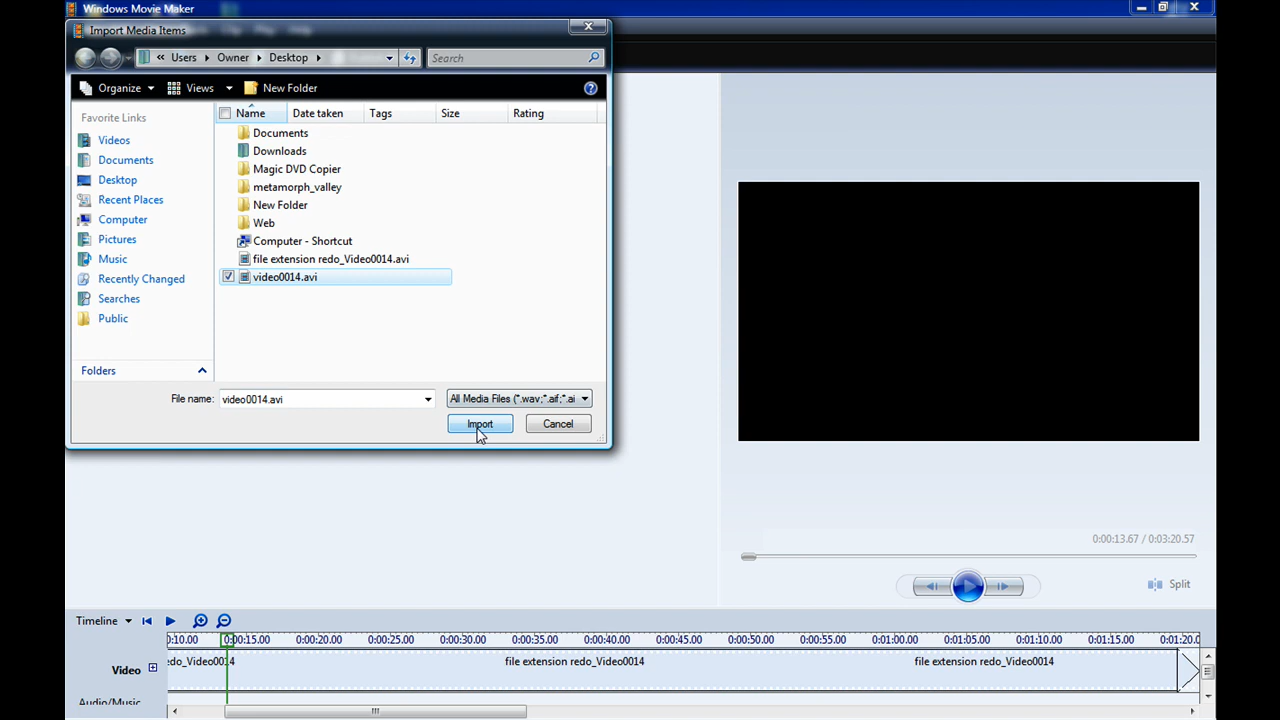 Windows Movie Maker
Import Media Items
« Users Owner Desktop Search
Organize Views New Folder
Favorite Links Name Date taken Tags Size Rating
Videos
Documents
Desktop
Recent Places
Computer
Pictures
Music
Recently Changed
Searches
Public
Folders
Documents
Downloads
Magic DVD Copier
metamorph_valley
New Folder
Web
Computer - Shortcut
file extension redo_Video0014.avi
video0014.avi
File name: video0014.avi All Media Files (*.wav;*.aif;*.ai
Import Cancel
0:00:13.67 / 0:03:20.57
Split
Timeline
0:10.00 0:00:15.00 0:00:20.00 0:00:25.00 0:00:30.00 0:00:35.00 0:00:40.00 0:00:45.00 0:00:50.00 0:00:55.00 0:01:00.00 0:01:05.00 0:01:10.00 0:01:15.00 0:01:20.0
edo_Video0014 file extension redo_Video0014 file extension redo_Video0014
Video
Audio/Music